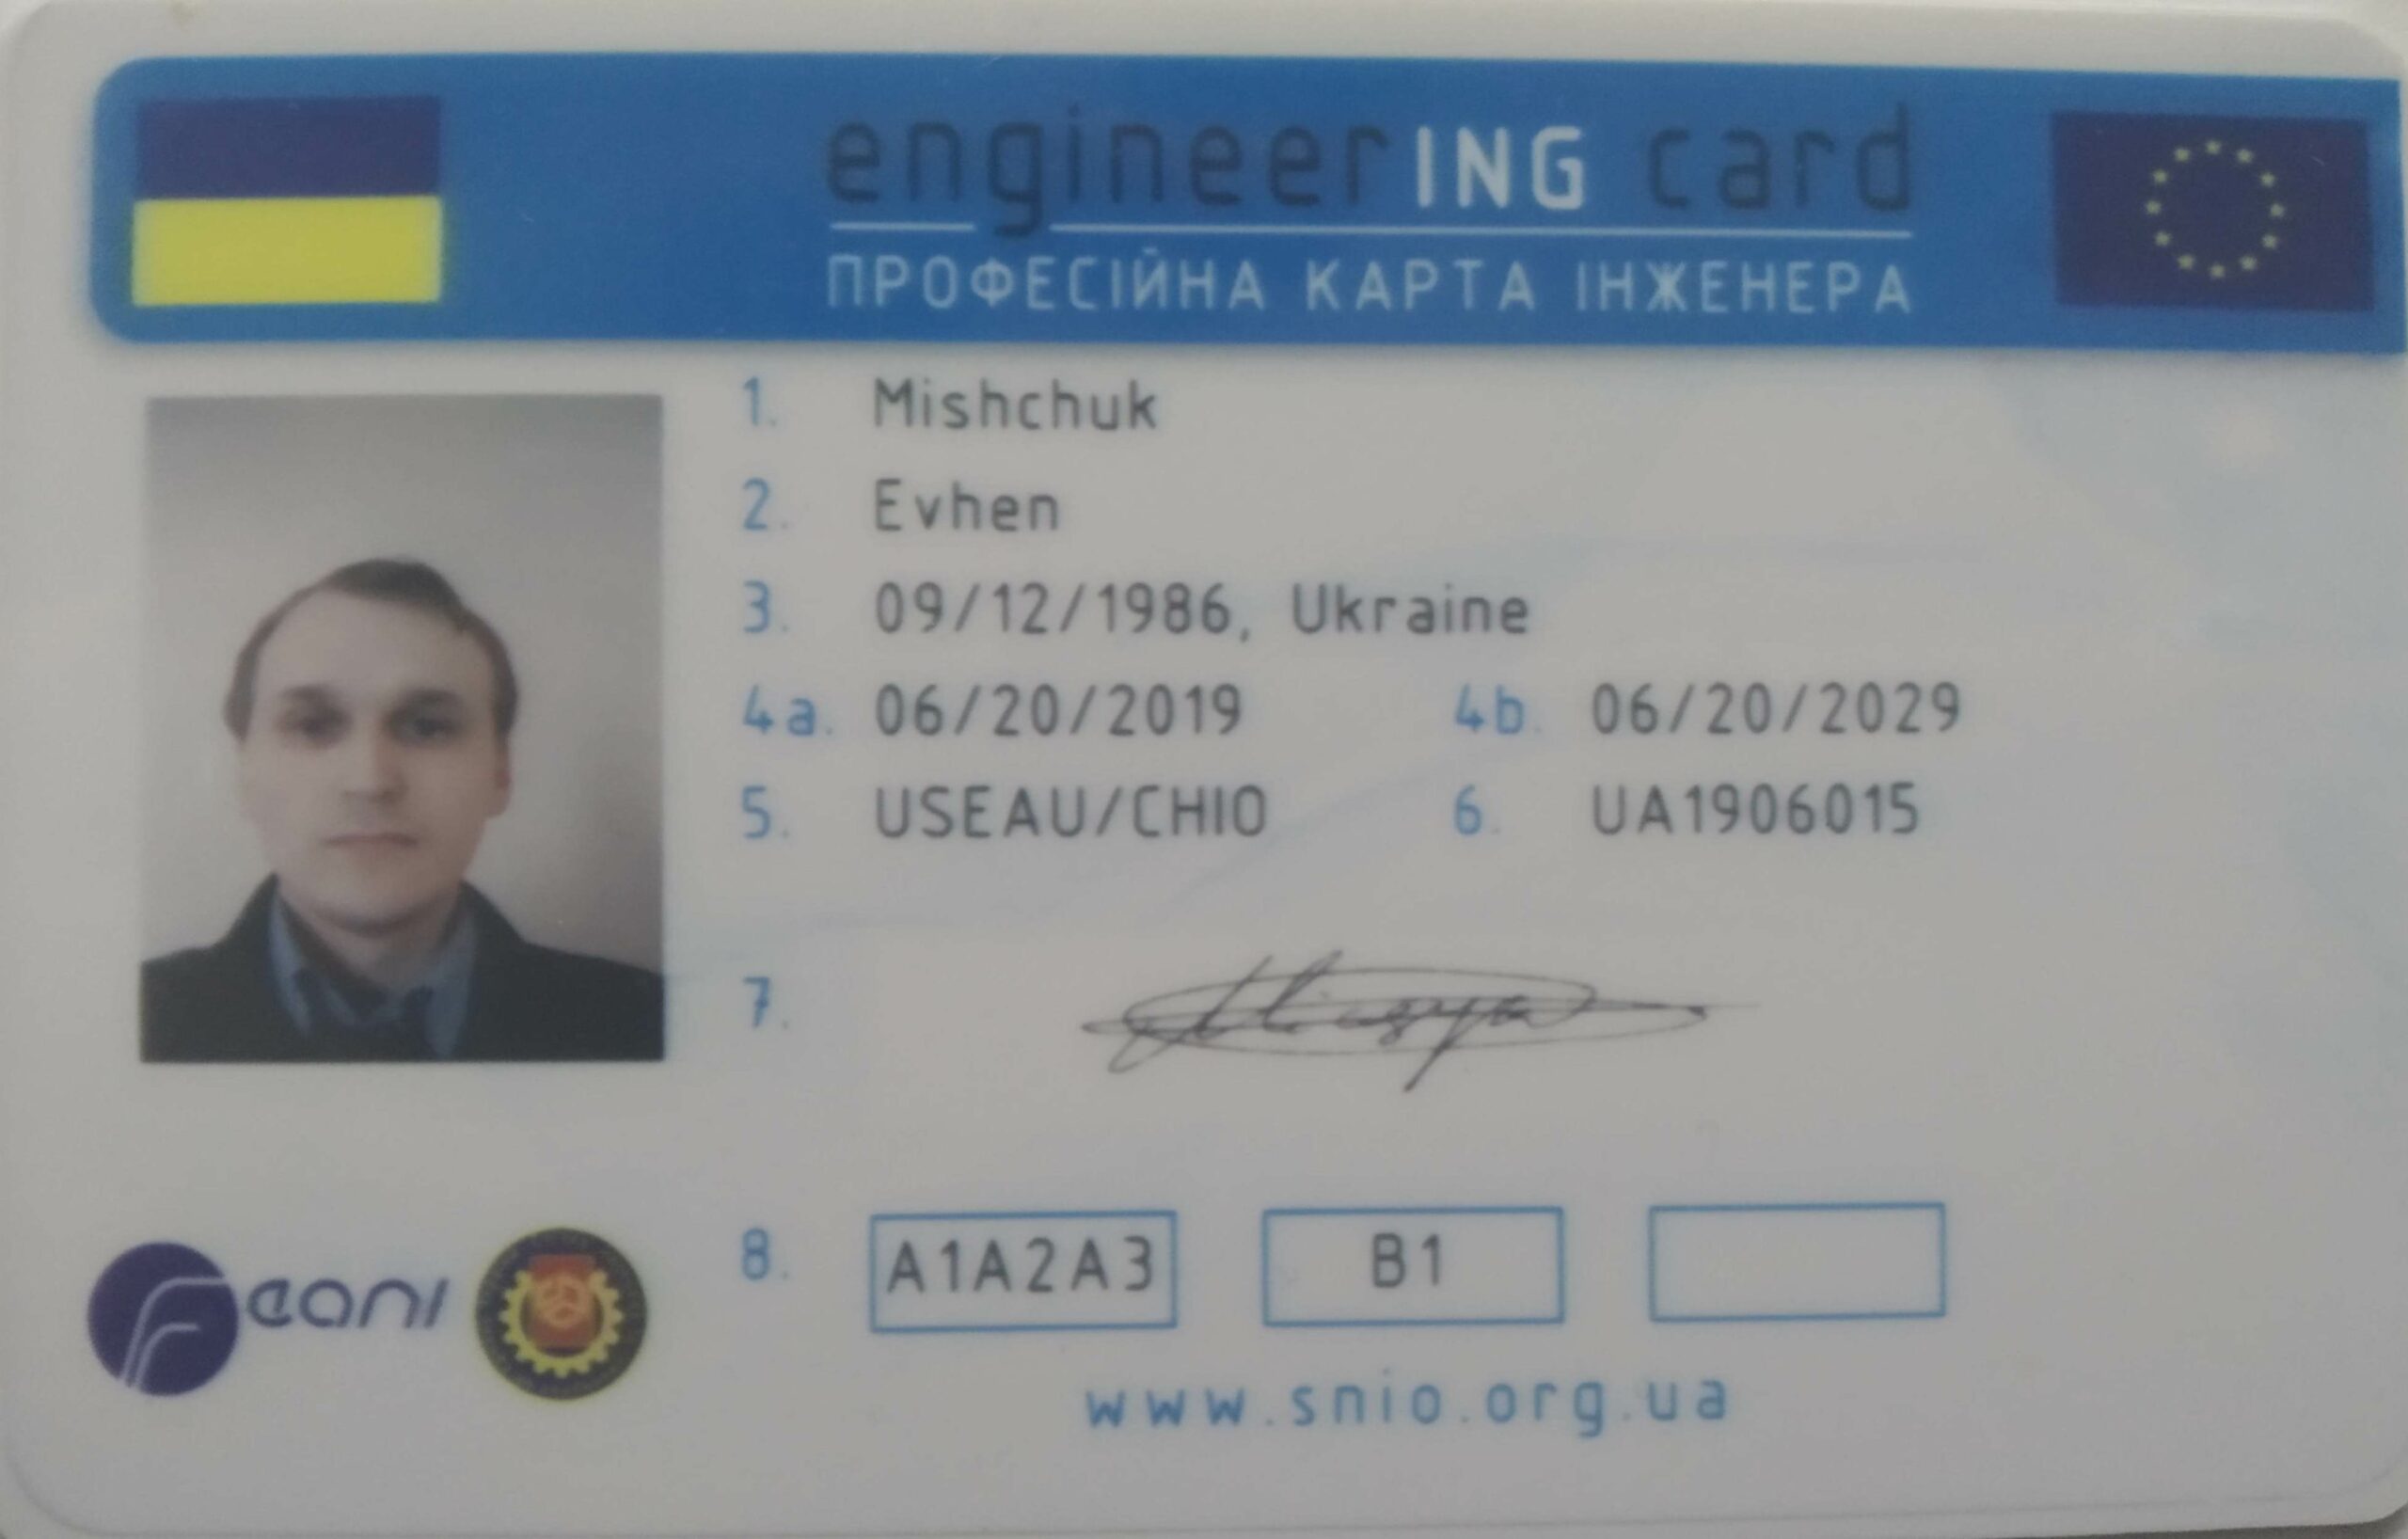 engineerING card
ПРОФЕСІЙНА КАРТА ІНЖЕНЕРА
1. Mishchuk
2. Evhen
3. 09/12/1986, Ukraine
4a. 06/20/2019 4b. 06/20/2029
5. USEAU/CHIO 6. UA1906015
7.
8. A1A2A3 B1
Feani
www.snio.org.ua